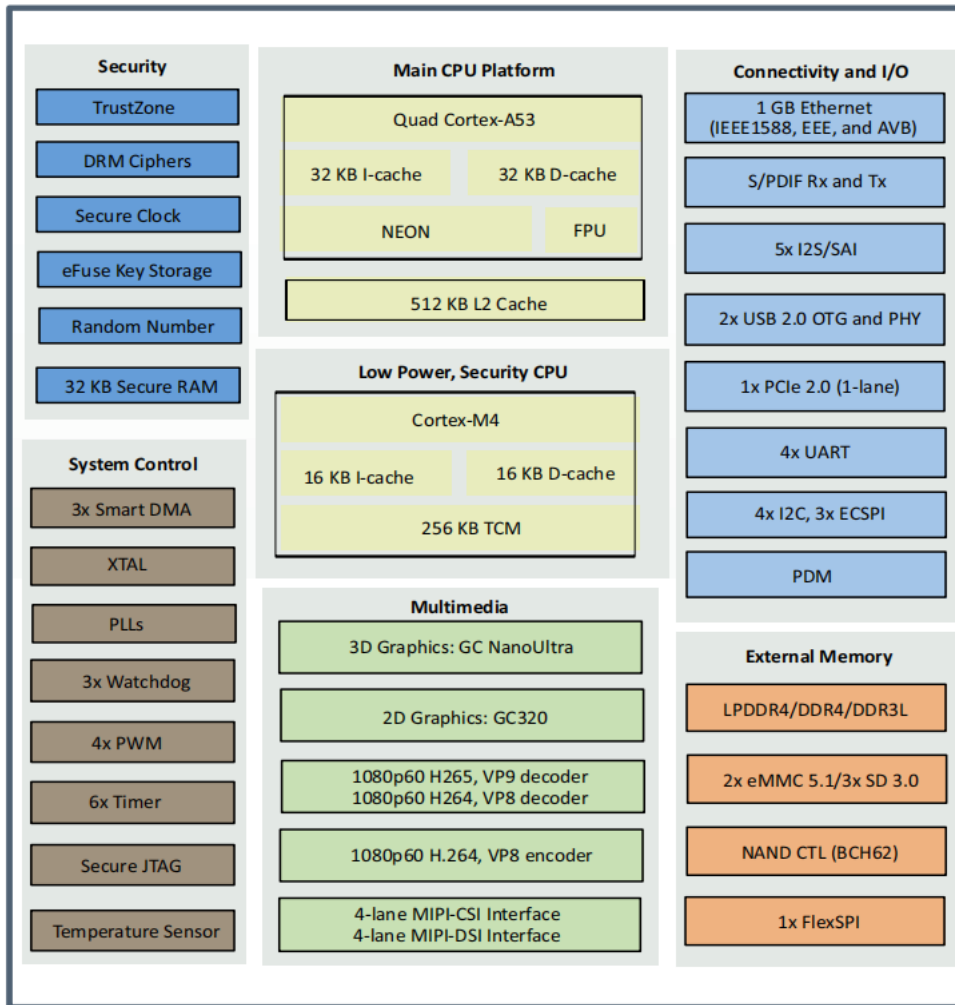 Security
TrustZone
DRM Ciphers
Secure Clock
eFuse Key Storage
Random Number
32 KB Secure RAM
System Control
3x Smart DMA
XTAL
PLLs
3x Watchdog
4x PWM
6x Timer
Secure JTAG
Temperature Sensor
Main CPU Platform
Quad Cortex-A53
32 KB I-cache
32 KB D-cache
NEON
FPU
512 KB L2 Cache
Low Power, Security CPU
Cortex-M4
16 KB I-cache
16 KB D-cache
256 KB TCM
Multimedia
3D Graphics: GC NanoUltra
2D Graphics: GC320
1080p60 H265, VP9 decoder
1080p60 H264, VP8 decoder
1080p60 H.264, VP8 encoder
4-lane MIPI-CSI Interface
4-lane MIPI-DSI Interface
Connectivity and I/O
1 GB Ethernet
(IEEE1588, EEE, and AVB)
S/PDIF Rx and Tx
5x I2S/SAI
2x USB 2.0 OTG and PHY
1x PCIe 2.0 (1-lane)
4x UART
4x I2C, 3x ECSPI
PDM
External Memory
LPDDR4/DDR4/DDR3L
2x eMMC 5.1/3x SD 3.0
NAND CTL (BCH62)
1x FlexSPI